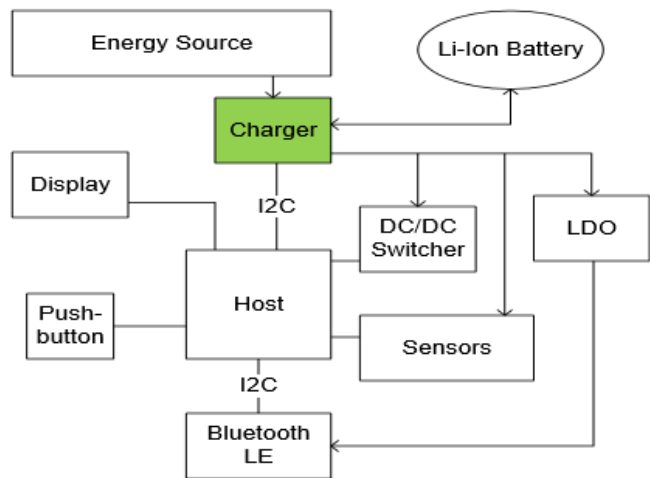 Energy Source
Li-Ion Battery
Charger
Display
I2C
DC/DC
Switcher
LDO
Host
Push-
button
Sensors
I2C
Bluetooth
LE